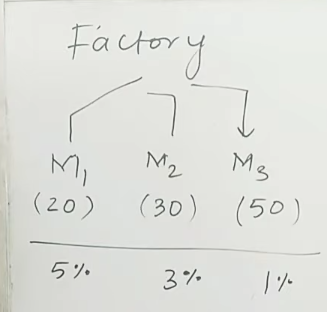 Factory
M₁ M₂ M₃
(20) (30) (50)
5% 3% 1%